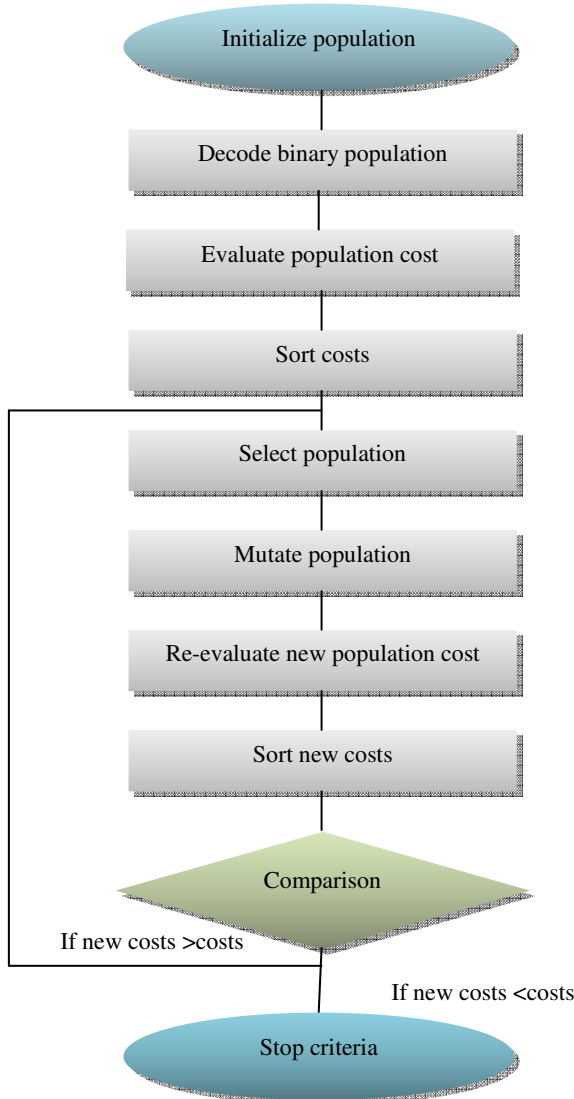 Initialize population
Decode binary population
Evaluate population cost
Sort costs
Select population
Mutate population
Re-evaluate new population cost
Sort new costs
Comparison
If new costs >costs
If new costs <costs
Stop criteria